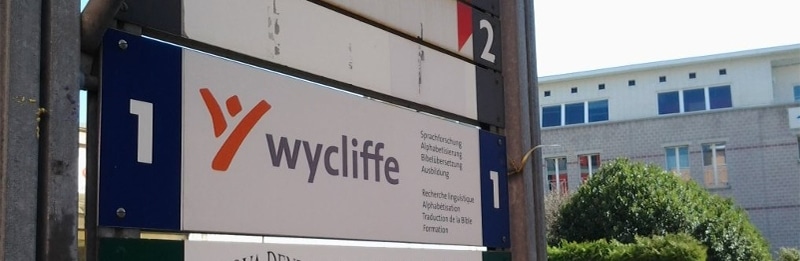 2
1
wycliffe
Sprachforschung
Alphabetisierung
Bibelübersetzung
Ausbildung
Recherche linguistique
Alphabétisation
Traduction de la Bible
Formation
1